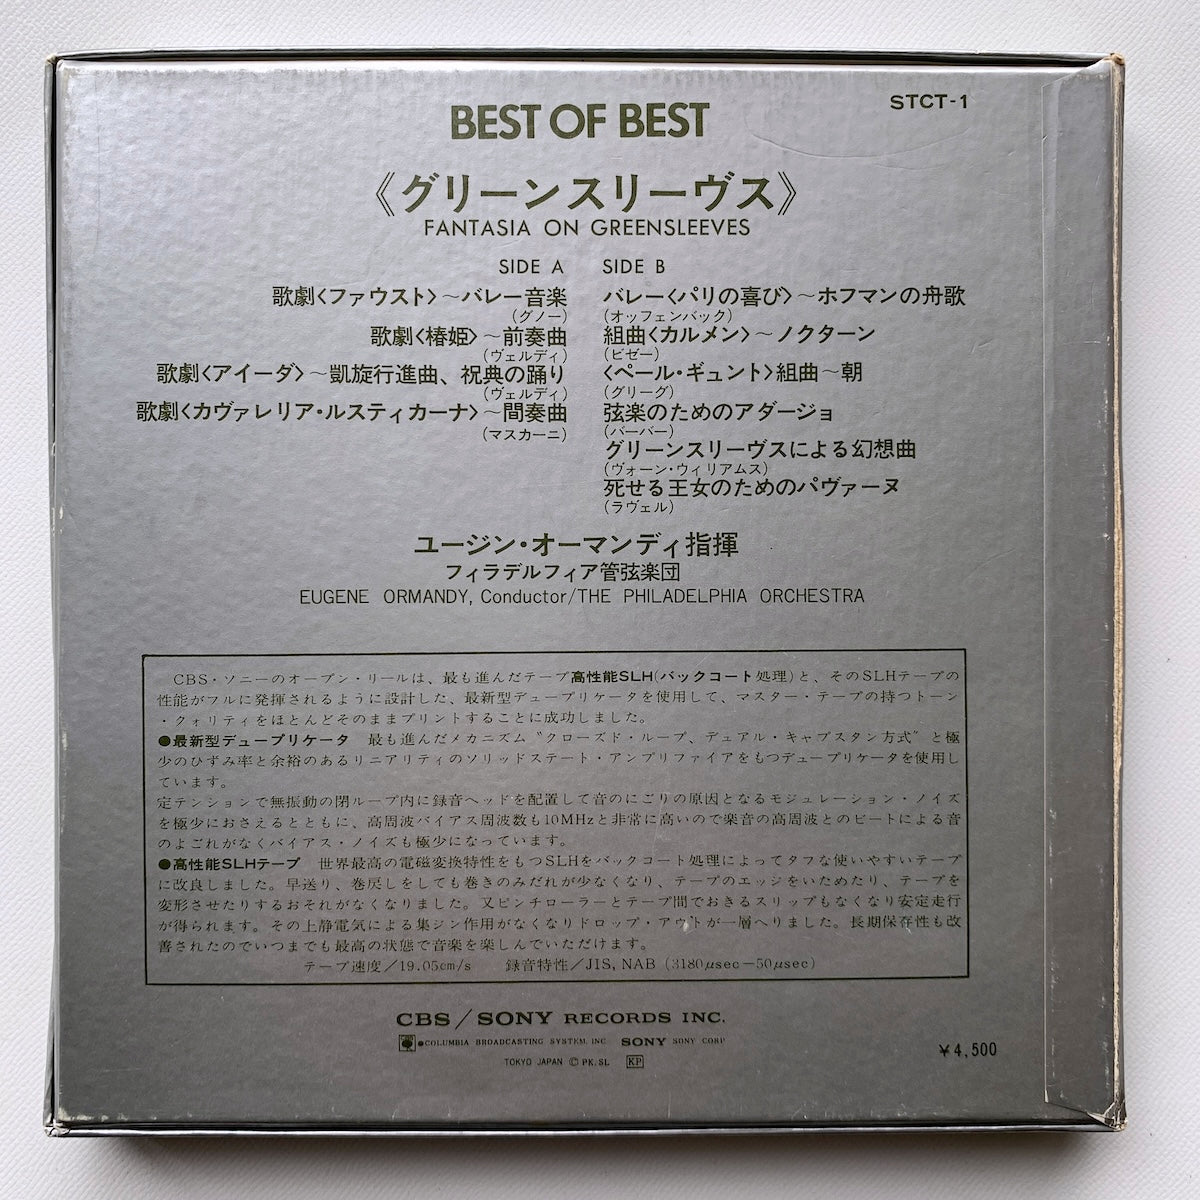 STCT-1
BEST OF BEST
《グリーンスリーヴス》
FANTASIA ON GREENSLEEVES
SIDE A
歌劇〈ファウスト〉～バレー音楽
(グノー)
歌劇〈椿姫〉～前奏曲
(ヴェルディ)
歌劇〈アイーダ〉～凱旋行進曲、祝典の踊り
(ヴェルディ)
歌劇〈カヴァレリア・ルスティカーナ〉～間奏曲
(マスカーニ)
SIDE B
バレー〈パリの喜び〉～ホフマンの舟歌
(オッフェンバック)
組曲〈カルメン〉～ノクターン
(ビゼー)
〈ペール・ギュント〉組曲～朝
(グリーグ)
弦楽のためのアダージョ
(バーバー)
グリーンスリーヴスによる幻想曲
(ヴォーン・ウィリアムス)
死せる王女のためのパヴァーヌ
(ラヴェル)
ユージン・オーマンディ指揮
フィラデルフィア管弦楽団
EUGENE ORMANDY, Conductor/THE PHILADELPHIA ORCHESTRA
CBS・ソニーのオープン・リールは、最も進んだテープ高性能SLH(バックコート処理)と、そのSLHテープの
性能がフルに発揮されるように設計した、最新型デュープリケータを使用して、マスター・テープの持つトーン
・クォリティをほとんどそのままプリントすることに成功しました。
●最新型デュープリケータ 最も進んだメカニズム〝クローズド・ループ、デュアル・キャプスタン方式〟と極
少のひずみ率と余裕のあるリニアリティのソリッドステート・アンプリファイアをもつデュープリケータを使用し
ています。
定テンションで無振動の閉ループ内に録音ヘッドを配置して音のにごりの原因となるモジュレーション・ノイズ
を極少におさえるとともに、高周波バイアス周波数も10MHzと非常に高いので楽音の高周波とのビートによる音
のよごれがなくバイアス・ノイズも極少になっています。
●高性能SLHテープ 世界最高の電磁変換特性をもつSLHをバックコート処理によってタフな使いやすいテープ
に改良しました。早送り、巻戻しをしても巻きのみだれが少なくなり、テープのエッジをいためたり、テープを
変形させたりするおそれがなくなりました。又ピンチローラーとテープ間でおきるスリップもなくなり安定走行
が得られます。その上静電気による集ジン作用がなくなりドロップ・アウトが一層へりました。長期保存性も改
善されたのでいつまでも最高の状態で音楽を楽しんでいただけます。
テープ速度/19.05cm/s 録音特性/JIS, NAB (3180μsec−50μsec)
CBS/SONY RECORDS INC.
●COLUMBIA BROADCASTING SYSTEM. INC SONY SONY CORP
TOKYO JAPAN © PK. SL KP
¥4,500